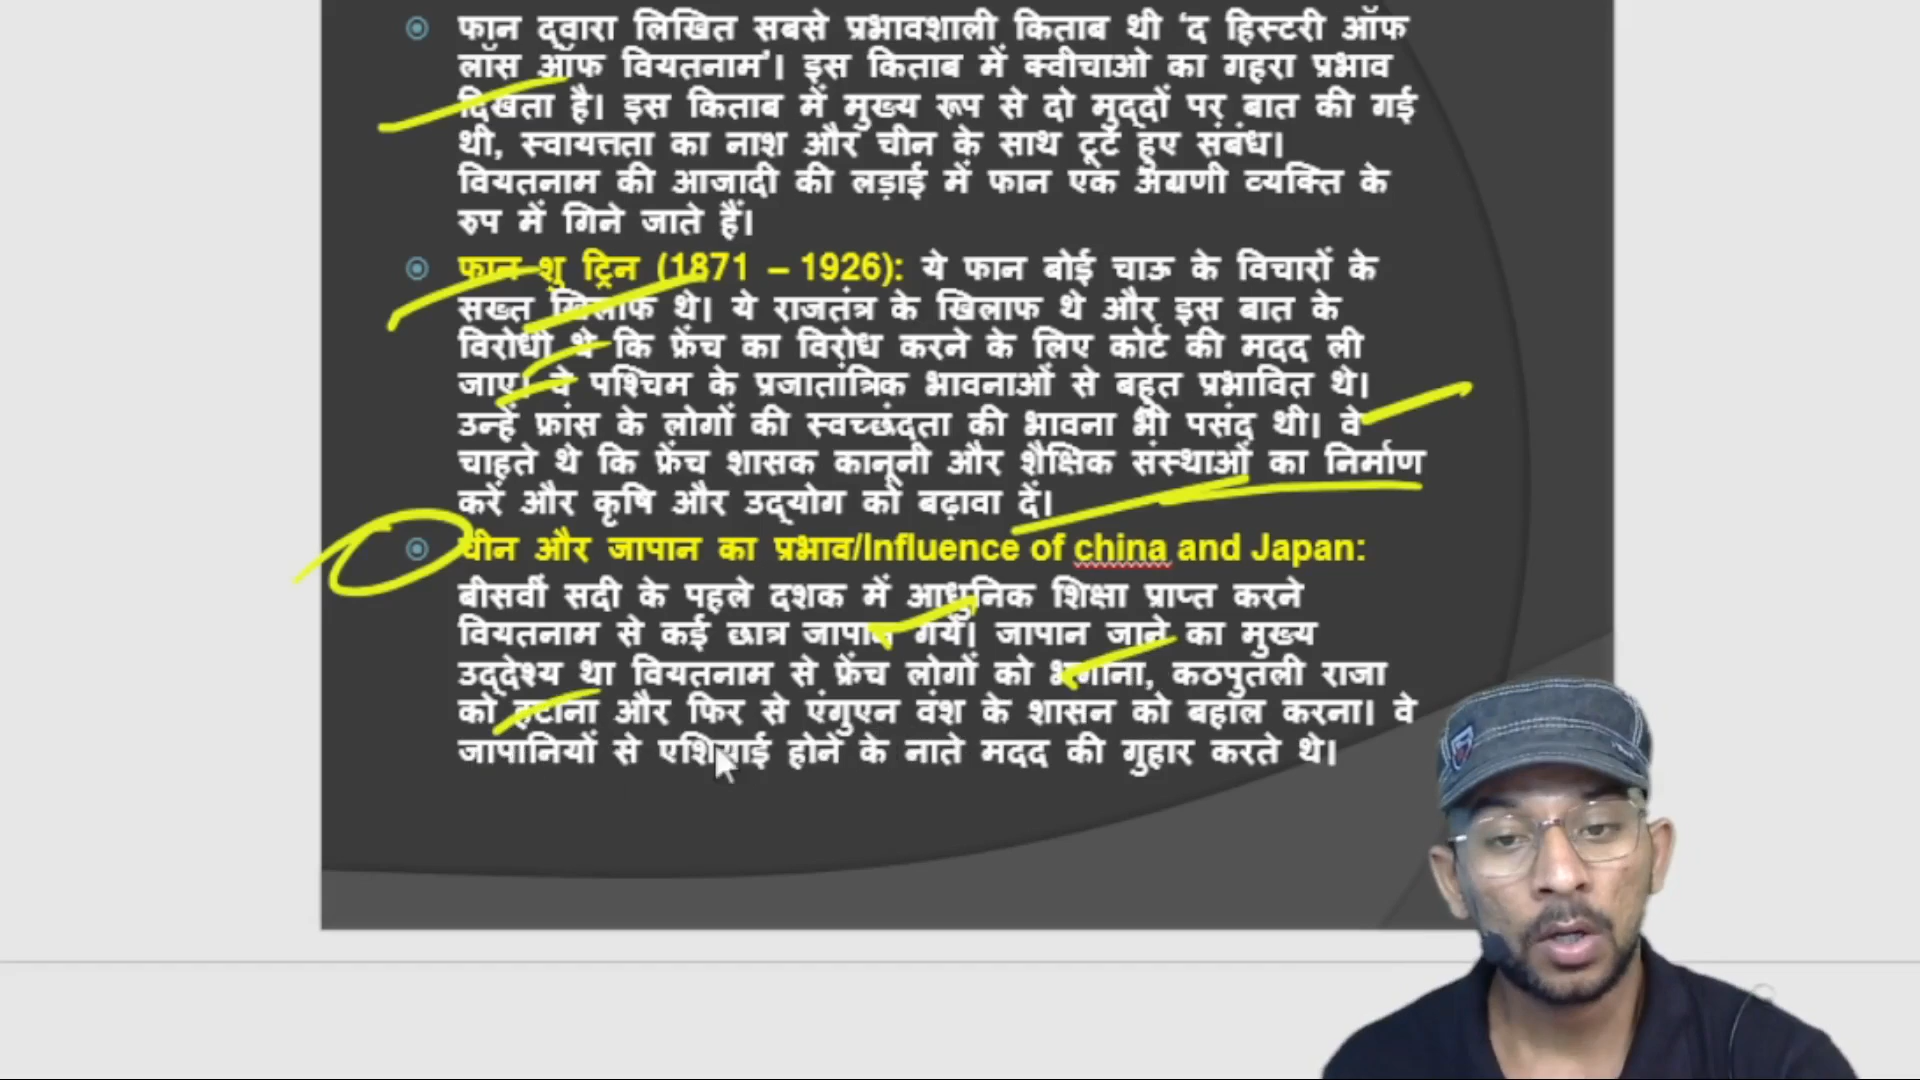 फान द्वारा लिखित सबसे प्रभावशाली किताब थी 'द हिस्टरी ऑफ
लॉस ऑफ वियतनाम'। इस किताब में क्वीचाओ का गहरा प्रभाव
दिखता है। इस किताब में मुख्य रूप से दो मुद्दों पर बात की गई
थी, स्वायत्तता का नाश और चीन के साथ टूटे हुए संबंध।
वियतनाम की आजादी की लड़ाई में फान एक अग्रणी व्यक्ति के
रुप में गिने जाते हैं।
फान शु ट्रिन (1871 – 1926): ये फान बोई चाऊ के विचारों के
सख्त खिलाफ थे। ये राजतंत्र के खिलाफ थे और इस बात के
विरोधी थे कि फ्रेंच का विरोध करने के लिए कोर्ट की मदद ली
जाए। वे पश्चिम के प्रजातांत्रिक भावनाओं से बहुत प्रभावित थे।
उन्हें फ्रांस के लोगों की स्वच्छंदता की भावना भी पसंद थी। वे
चाहते थे कि फ्रेंच शासक कानूनी और शैक्षिक संस्थाओं का निर्माण
करें और कृषि और उद्योग को बढ़ावा दें।
चीन और जापान का प्रभाव/Influence of china and Japan:
बीसवीं सदी के पहले दशक में आधुनिक शिक्षा प्राप्त करने
वियतनाम से कई छात्र जापान गये। जापान जाने का मुख्य
उद्देश्य था वियतनाम से फ्रेंच लोगों को भगाना, कठपुतली राजा
को हटाना और फिर से एंगुएन वंश के शासन को बहाल करना। वे
जापानियों से एशियाई होने के नाते मदद की गुहार करते थे।